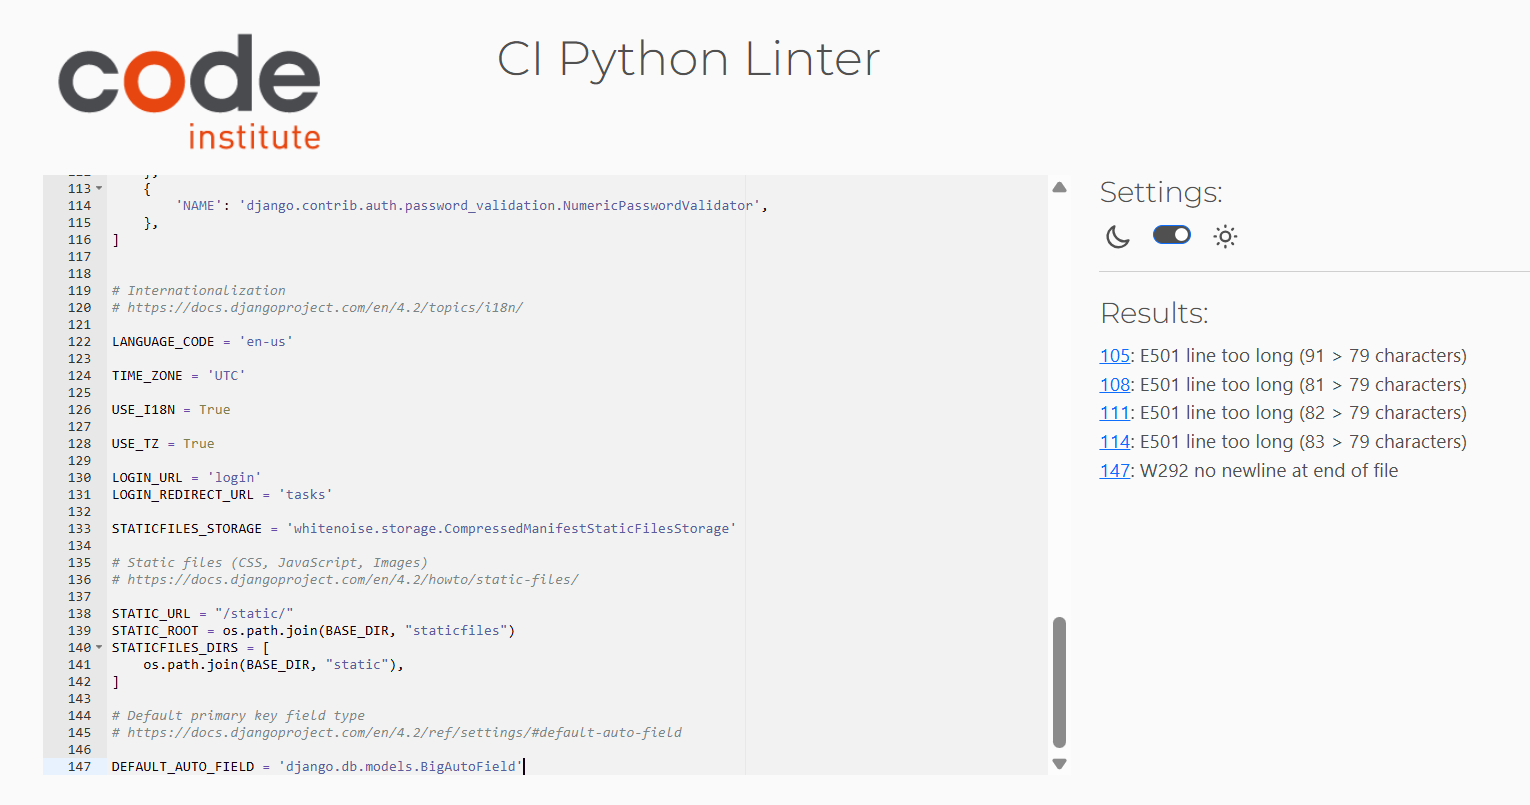 code
institute
CI Python Linter
113 {
114 'NAME': 'django.contrib.auth.password_validation.NumericPasswordValidator',
115 },
116 ]
117
118
119 # Internationalization
120 # https://docs.djangoproject.com/en/4.2/topics/i18n/
121
122 LANGUAGE_CODE = 'en-us'
123
124 TIME_ZONE = 'UTC'
125
126 USE_I18N = True
127
128 USE_TZ = True
129
130 LOGIN_URL = 'login'
131 LOGIN_REDIRECT_URL = 'tasks'
132
133 STATICFILES_STORAGE = 'whitenoise.storage.CompressedManifestStaticFilesStorage'
134
135 # Static files (CSS, JavaScript, Images)
136 # https://docs.djangoproject.com/en/4.2/howto/static-files/
137
138 STATIC_URL = "/static/"
139 STATIC_ROOT = os.path.join(BASE_DIR, "staticfiles")
140 STATICFILES_DIRS = [
141 os.path.join(BASE_DIR, "static"),
142 ]
143
144 # Default primary key field type
145 # https://docs.djangoproject.com/en/4.2/ref/settings/#default-auto-field
146
147 DEFAULT_AUTO_FIELD = 'django.db.models.BigAutoField'
Settings:
Results:
105: E501 line too long (91 > 79 characters)
108: E501 line too long (81 > 79 characters)
111: E501 line too long (82 > 79 characters)
114: E501 line too long (83 > 79 characters)
147: W292 no newline at end of file